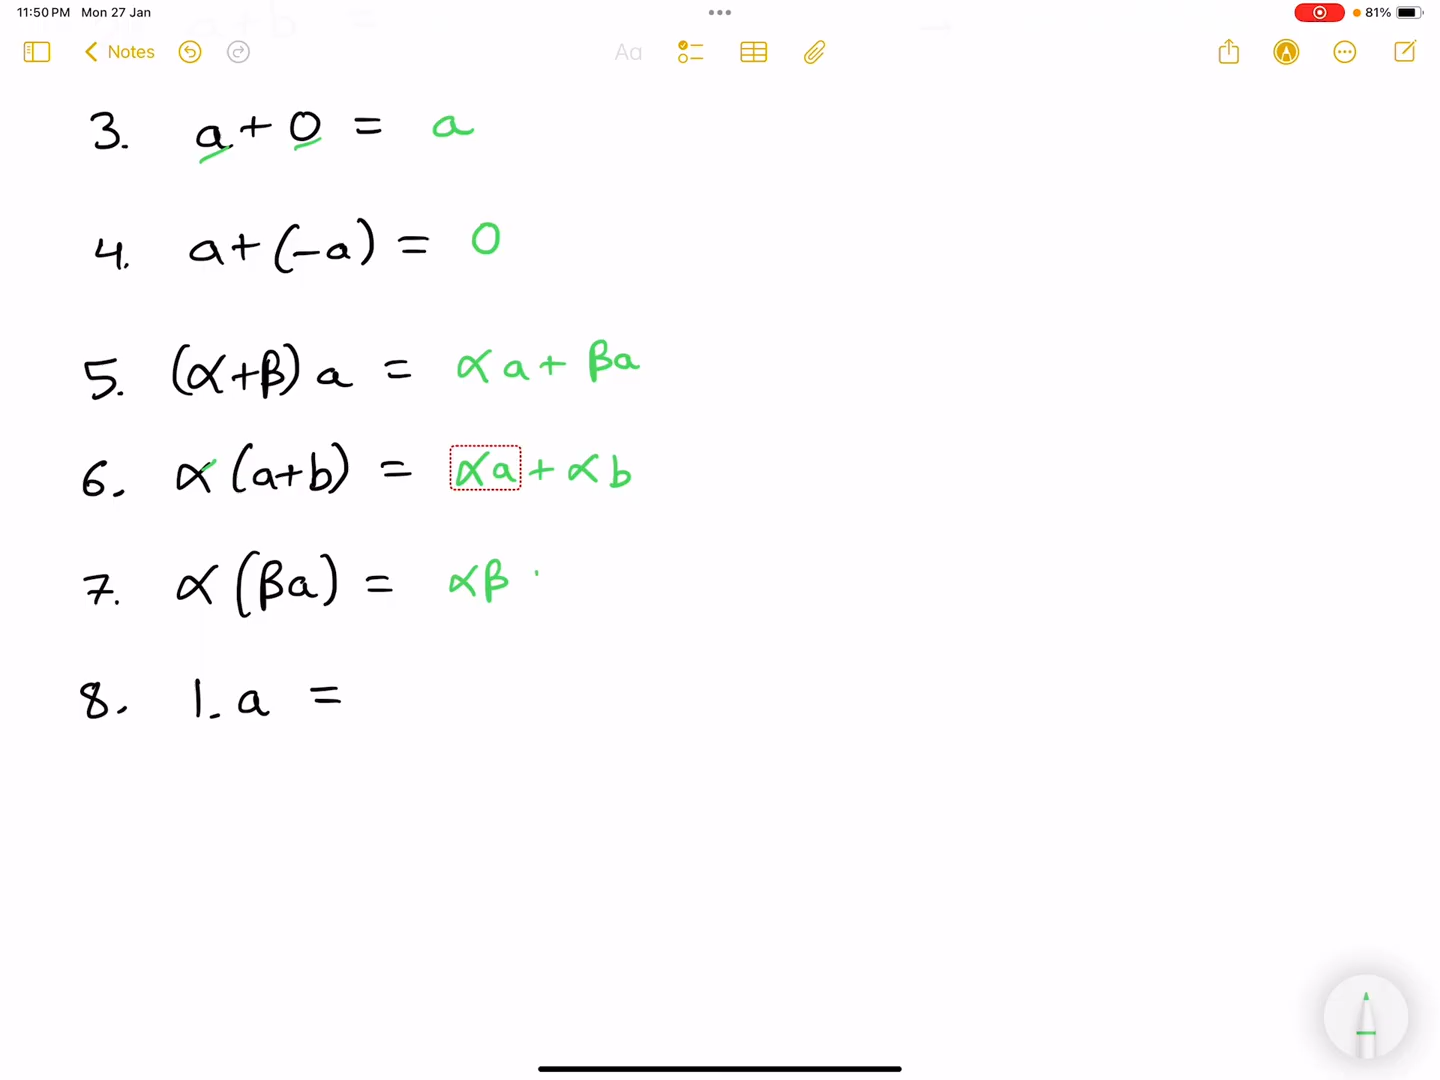 11:50 PM Mon 27 Jan
81%
Notes
Aa
3. a + 0 = a
4. a + (-a) = 0
5. (α+β) a = αa + βa
6. α (a+b) = αa + αb
7. α (βa) = αβ
8. 1. a =